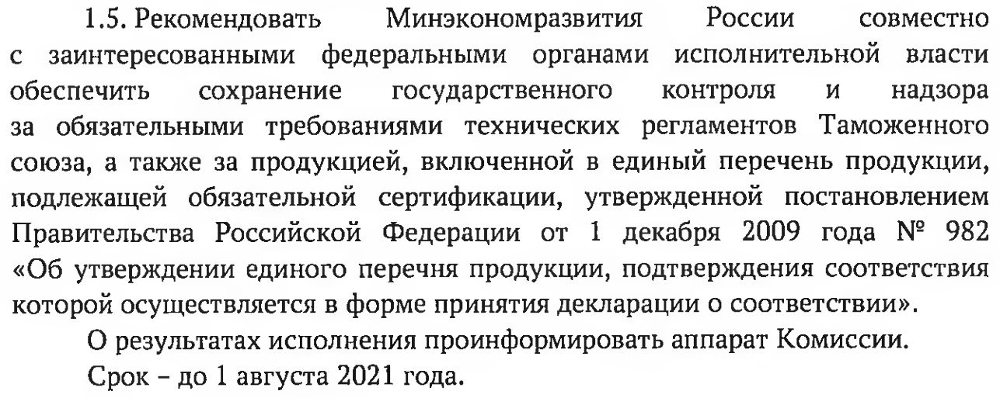 1.5. Рекомендовать Минэкономразвития России совместно
с заинтересованными федеральными органами исполнительной власти
обеспечить сохранение государственного контроля и надзора
за обязательными требованиями технических регламентов Таможенного
союза, а также за продукцией, включенной в единый перечень продукции,
подлежащей обязательной сертификации, утвержденной постановлением
Правительства Российской Федерации от 1 декабря 2009 года № 982
«Об утверждении единого перечня продукции, подтверждения соответствия
которой осуществляется в форме принятия декларации о соответствии».
О результатах исполнения проинформировать аппарат Комиссии.
Срок – до 1 августа 2021 года.